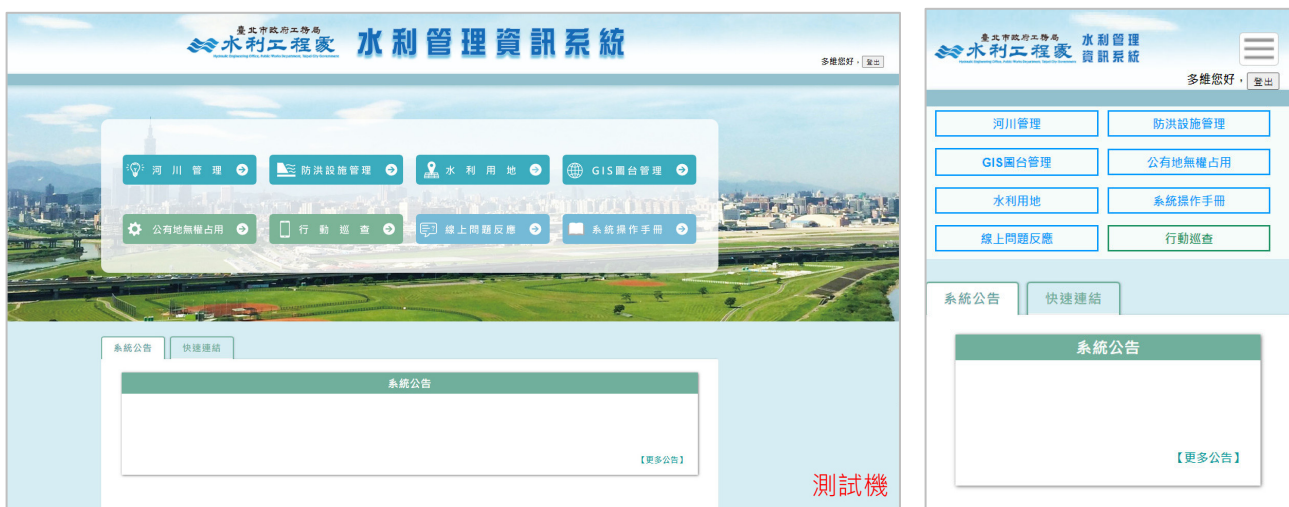 臺北市政府工務局
水利工程處 水利管理資訊系統
多維您好，登出
河川管理 防洪設施管理 水利用地 GIS圖台管理
公有地無權占用 行動巡查 線上問題反應 系統操作手冊
系統公告 快速連結
系統公告
【更多公告】
測試機
臺北市政府工務局
水利工程處 水利管理
資訊系統
多維您好，登出
河川管理 防洪設施管理
GIS圖台管理 公有地無權占用
水利用地 系統操作手冊
線上問題反應 行動巡查
系統公告 快速連結
系統公告
【更多公告】